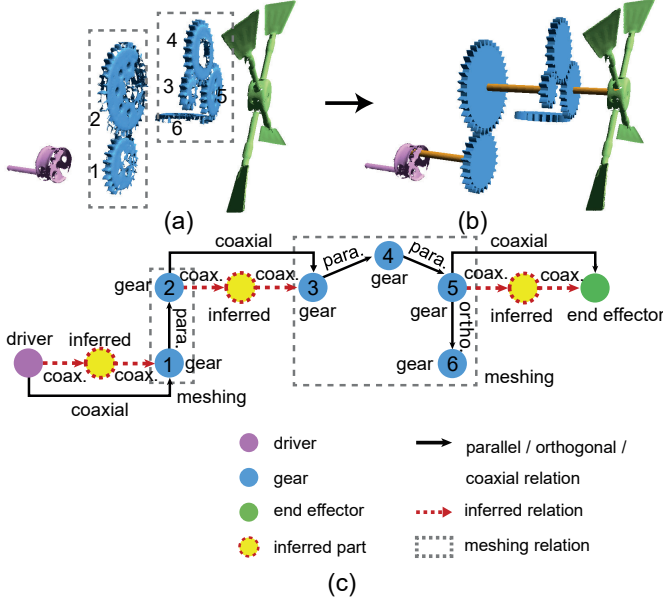 4
2
3
5
6
1
(a)
(b)
coaxial
para.
4
para.
coaxial
gear
gear
2
coax.
coax.
3
5
coax.
coax.
inferred
gear
gear
inferred
end effector
driver
inferred
para.
ortho.
coax.
coax.
1
gear
gear
6
coaxial
meshing
meshing
driver
parallel / orthogonal /
gear
coaxial relation
end effector
inferred relation
inferred part
meshing relation
(c)